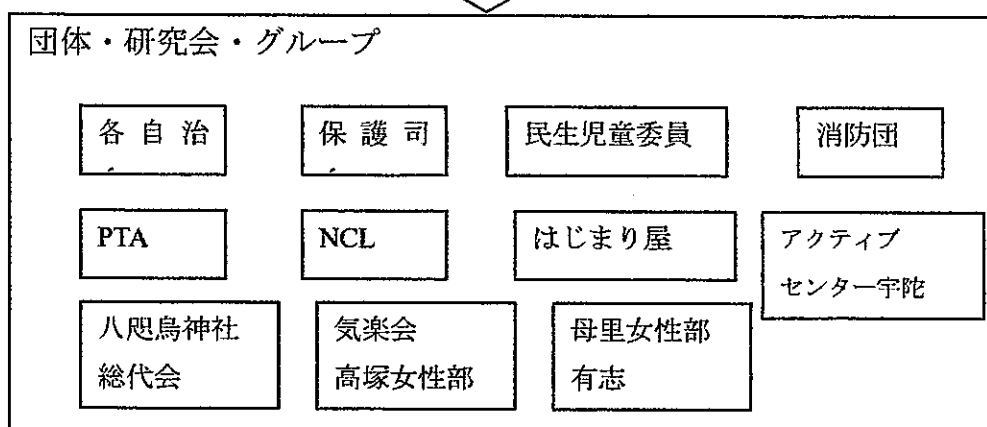 団体・研究会・グループ
各自治
保護司
民生児童委員
消防団
PTA
NCL
はじまり屋
アクティブ
センター宇陀
八咫烏神社
総代会
気楽会
高塚女性部
母里女性部
有志